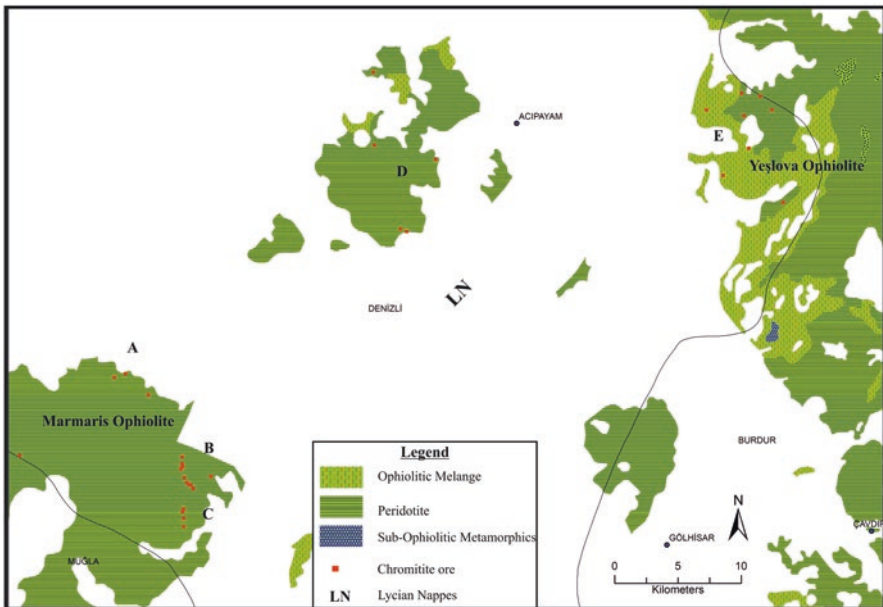 ACIPAYAM
E
Yeşlova Ophiolite
D
LN
DENİZLİ
A
Marmaris Ophiolite
B
C
MUĞLA
BURDUR
ÇAVDIR
GÖLHİSAR
N
0 5 10
Kilometers
Legend
Ophiolitic Melange
Peridotite
Sub-Ophiolitic Metamorphics
Chromitite ore
LN Lycian Nappes